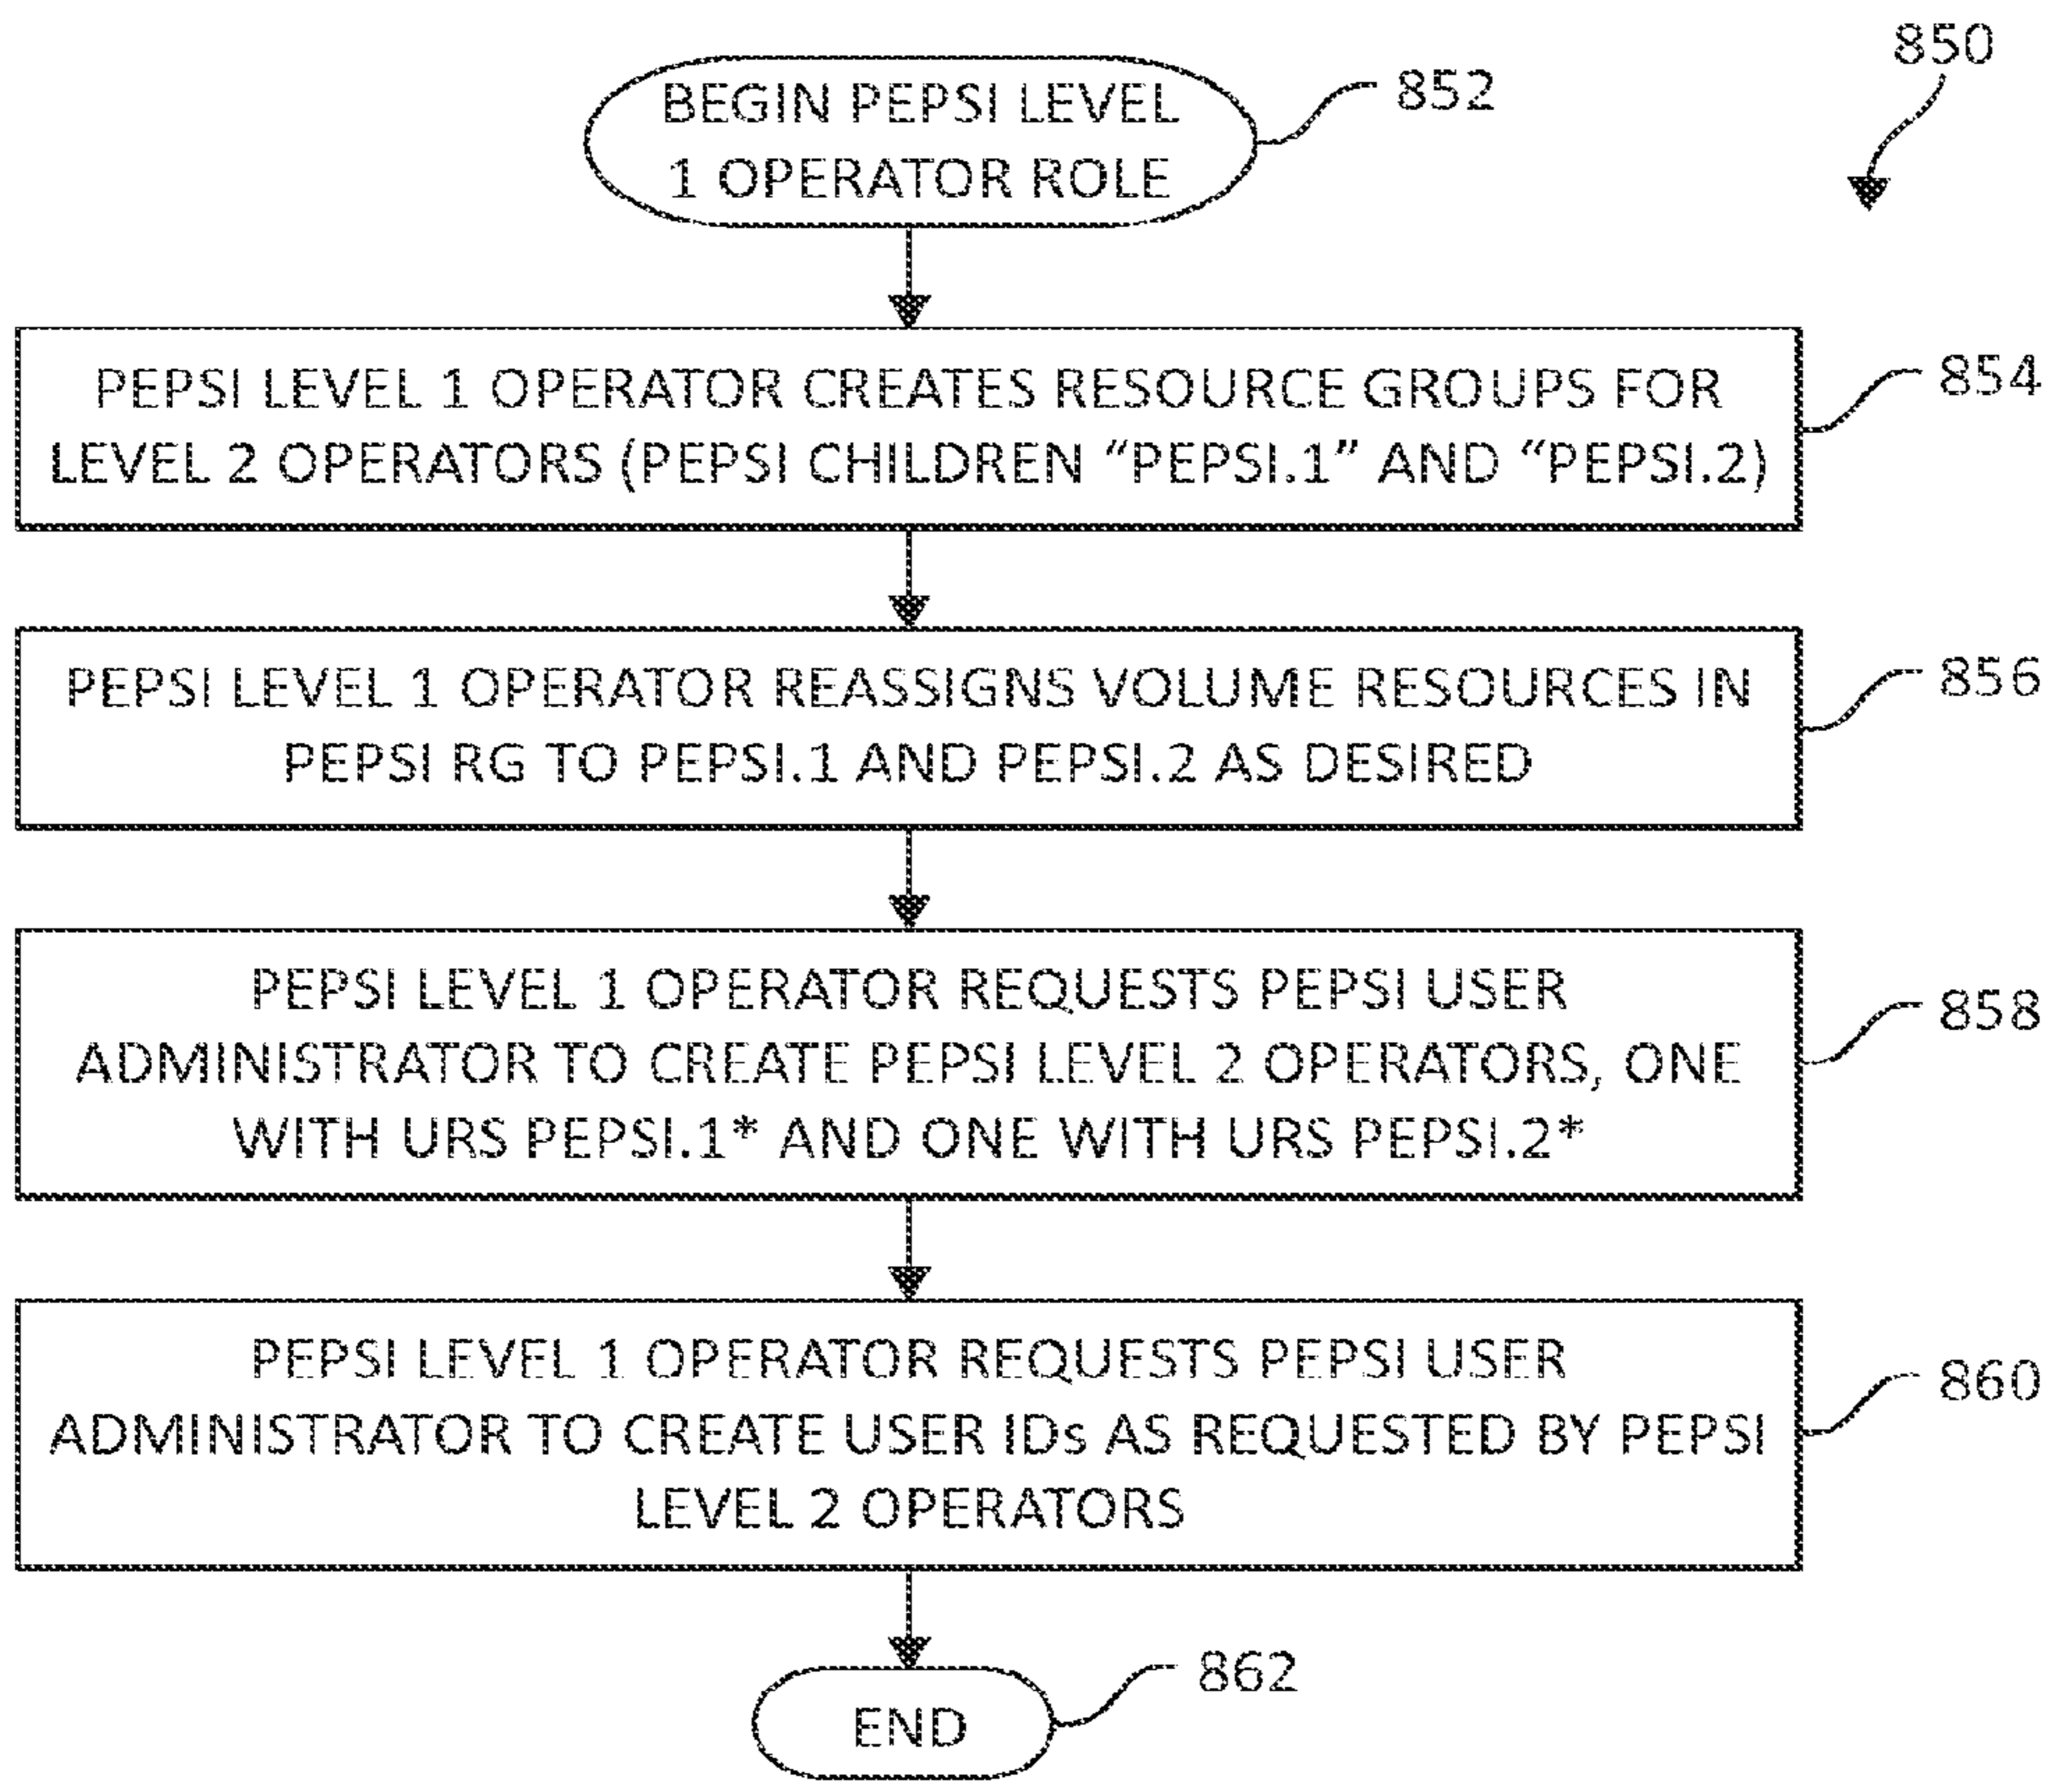 850
BEGIN PEPSI LEVEL
1 OPERATOR ROLE
852
PEPSI LEVEL 1 OPERATOR CREATES RESOURCE GROUPS FOR
LEVEL 2 OPERATORS (PEPSI CHILDREN “PEPSI.1” AND “PEPSI.2)
854
PEPSI LEVEL 1 OPERATOR REASSIGNS VOLUME RESOURCES IN
PEPSI RG TO PEPSI.1 AND PEPSI.2 AS DESIRED
856
PEPSI LEVEL 1 OPERATOR REQUESTS PEPSI USER
ADMINISTRATOR TO CREATE PEPSI LEVEL 2 OPERATORS, ONE
WITH URS PEPSI.1* AND ONE WITH URS PEPSI.2*
858
PEPSI LEVEL 1 OPERATOR REQUESTS PEPSI USER
ADMINISTRATOR TO CREATE USER IDs AS REQUESTED BY PEPSI
LEVEL 2 OPERATORS
860
END
862